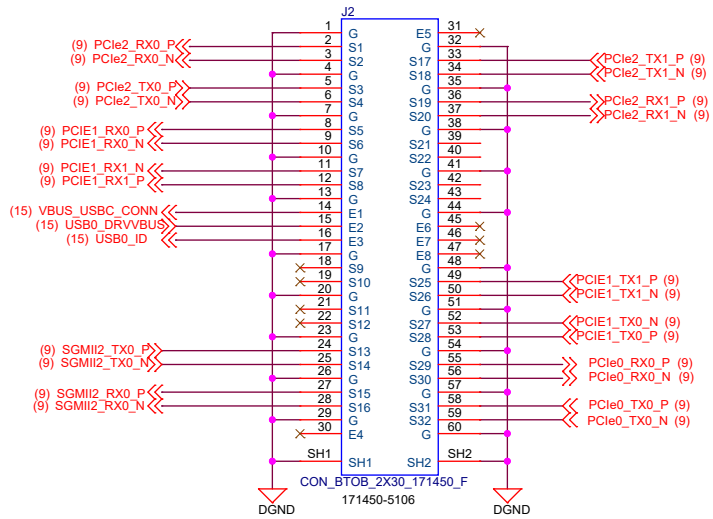 J2
1 G E5 31
(9) PCIe2_RX0_P 2 S1 G 32
(9) PCIe2_RX0_N 3 S2 S17 33 PCIe2_TX1_P (9)
4 G S18 34 PCIe2_TX1_N (9)
(9) PCIe2_TX0_P 5 S3 G 35
(9) PCIe2_TX0_N 6 S4 S19 36 PCIe2_RX1_P (9)
7 G S20 37 PCIe2_RX1_N (9)
(9) PCIE1_RX0_P 8 S5 G 38
(9) PCIE1_RX0_N 9 S6 S21 39
10 G S22 40
(9) PCIE1_RX1_N 11 S7 G 41
(9) PCIE1_RX1_P 12 S8 S23 42
13 G S24 43
(15) VBUS_USBC_CONN 14 E1 G 44
(15) USB0_DRVVBUS 15 E2 E6 45
(15) USB0_ID 16 E3 E7 46
17 G E8 47
18 S9 G 48
19 S10 S25 49 PCIE1_TX1_P (9)
20 G S26 50 PCIE1_TX1_N (9)
21 S11 G 51
22 S12 S27 52 PCIE1_TX0_N (9)
23 G S28 53 PCIE1_TX0_P (9)
(9) SGMII2_TX0_P 24 S13 G 54
(9) SGMII2_TX0_N 25 S14 S29 55 PCIe0_RX0_P (9)
26 G S30 56 PCIe0_RX0_N (9)
(9) SGMII2_RX0_P 27 S15 G 57
(9) SGMII2_RX0_N 28 S16 S31 58 PCIe0_TX0_P (9)
29 G S32 59 PCIe0_TX0_N (9)
30 E4 G 60
SH1 SH1 SH2 SH2
CON_BTOB_2X30_171450_F
171450-5106
DGND DGND